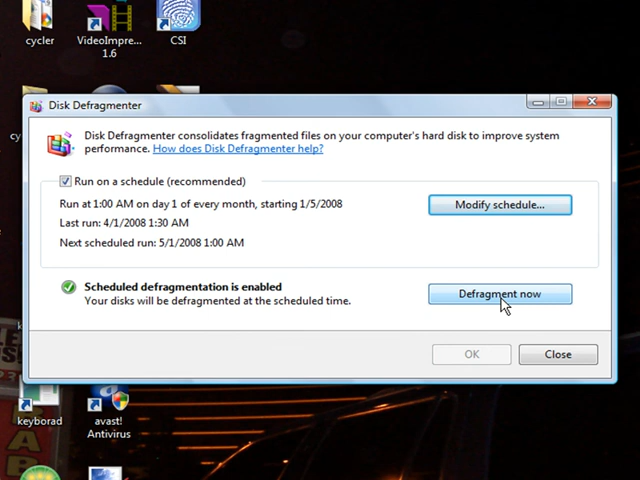 cycler
VideoImpre...
1.6
CSI
Disk Defragmenter
Disk Defragmenter consolidates fragmented files on your computer's hard disk to improve system
performance. How does Disk Defragmenter help?
Run on a schedule (recommended)
Run at 1:00 AM on day 1 of every month, starting 1/5/2008
Modify schedule...
Last run: 4/1/2008 1:30 AM
Next scheduled run: 5/1/2008 1:00 AM
Scheduled defragmentation is enabled
Your disks will be defragmented at the scheduled time.
Defragment now
OK
Close
keyborad
avast!
Antivirus